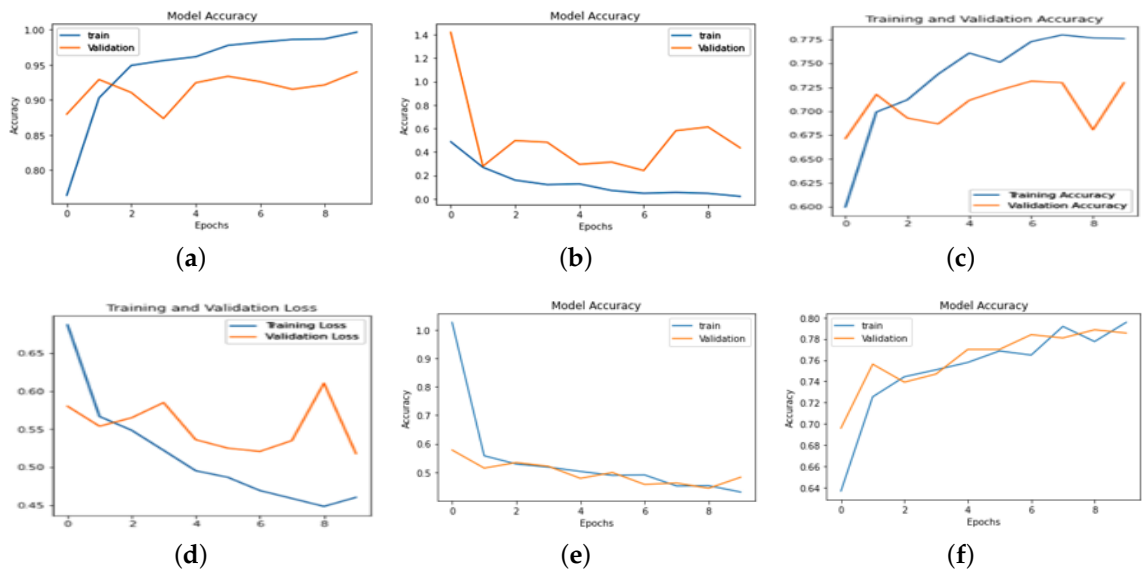 Model Accuracy
train
Validation
Accuracy
1.00
0.95
0.90
0.85
0.80
0 2 4 6 8
Epochs
(a)
Model Accuracy
train
Validation
Accuracy
1.4
1.2
1.0
0.8
0.6
0.4
0.2
0.0
0 2 4 6 8
Epochs
(b)
Training and Validation Accuracy
0.775
0.750
0.725
0.700
0.675
0.650
0.625
0.600
Training Accuracy
Validation Accuracy
0 2 4 6 8
(c)
Training and Validation Loss
Training Loss
Validation Loss
0.65
0.60
0.55
0.50
0.45
0 2 4 6 8
(d)
Model Accuracy
train
Validation
Accuracy
1.0
0.9
0.8
0.7
0.6
0.5
0 2 4 6 8
Epochs
(e)
Model Accuracy
train
Validation
Accuracy
0.80
0.78
0.76
0.74
0.72
0.70
0.68
0.66
0.64
0 2 4 6 8
Epochs
(f)